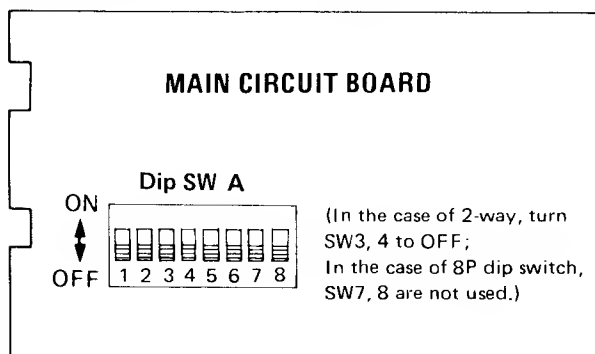 MAIN CIRCUIT BOARD
Dip SW A
ON
OFF
1 2 3 4 5 6 7 8
(In the case of 2-way, turn
SW3, 4 to OFF;
In the case of 8P dip switch,
SW7, 8 are not used.)